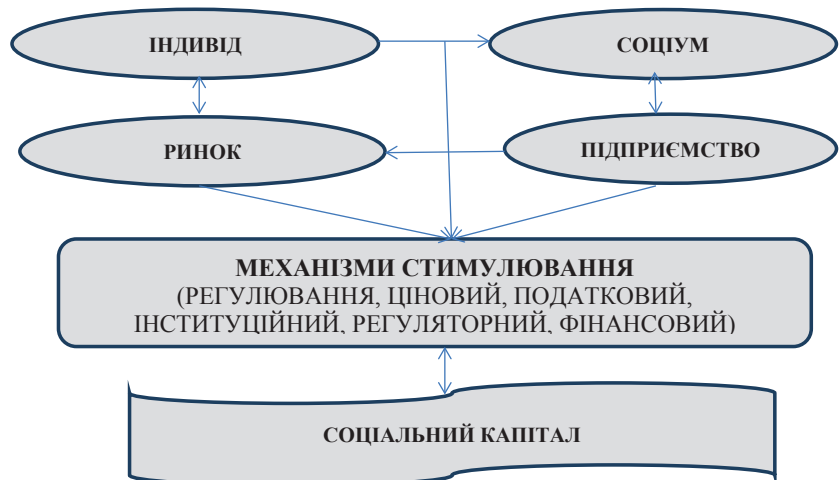 ІНДИВІД
СОЦІУМ
РИНОК
ПІДПРИЄМСТВО
МЕХАНІЗМИ СТИМУЛЮВАННЯ
(РЕГУЛЮВАННЯ, ЦІНОВИЙ, ПОДАТКОВИЙ,
ІНСТИТУЦІЙНИЙ, РЕГУЛЯТОРНИЙ, ФІНАНСОВИЙ)
СОЦІАЛЬНИЙ КАПІТАЛ